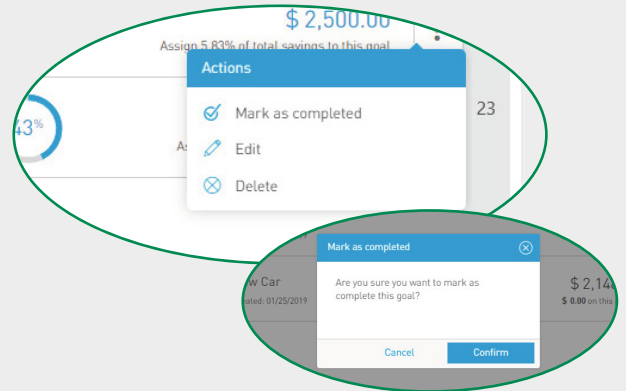 $ 2,500.00
Assign 5.83% of total savings to this goal
Actions
Mark as completed
23
43%
Edit
Delete
Mark as completed
Car
$ 2,14
01/25/2019
$ 0.00 on this
Are you sure you want to mark as
complete this goal?
Cancel
Confirm